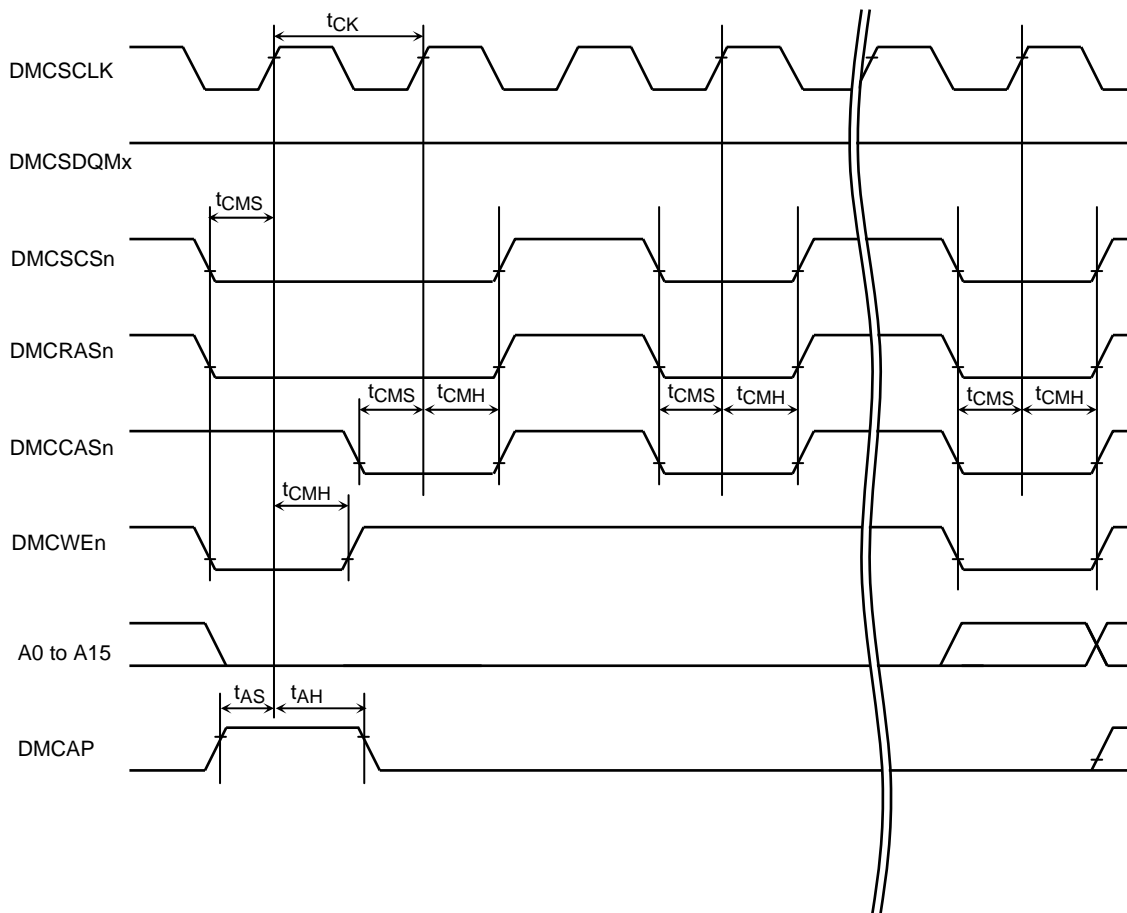 tCK
DMCSCLK
DMCSDQMx
tCMS
DMCSCSn
DMCRASn
tCMS tCMH tCMS tCMH tCMS tCMH
DMCCASn
tCMH
DMCWEn
A0 to A15
tAS tAH
DMCAP